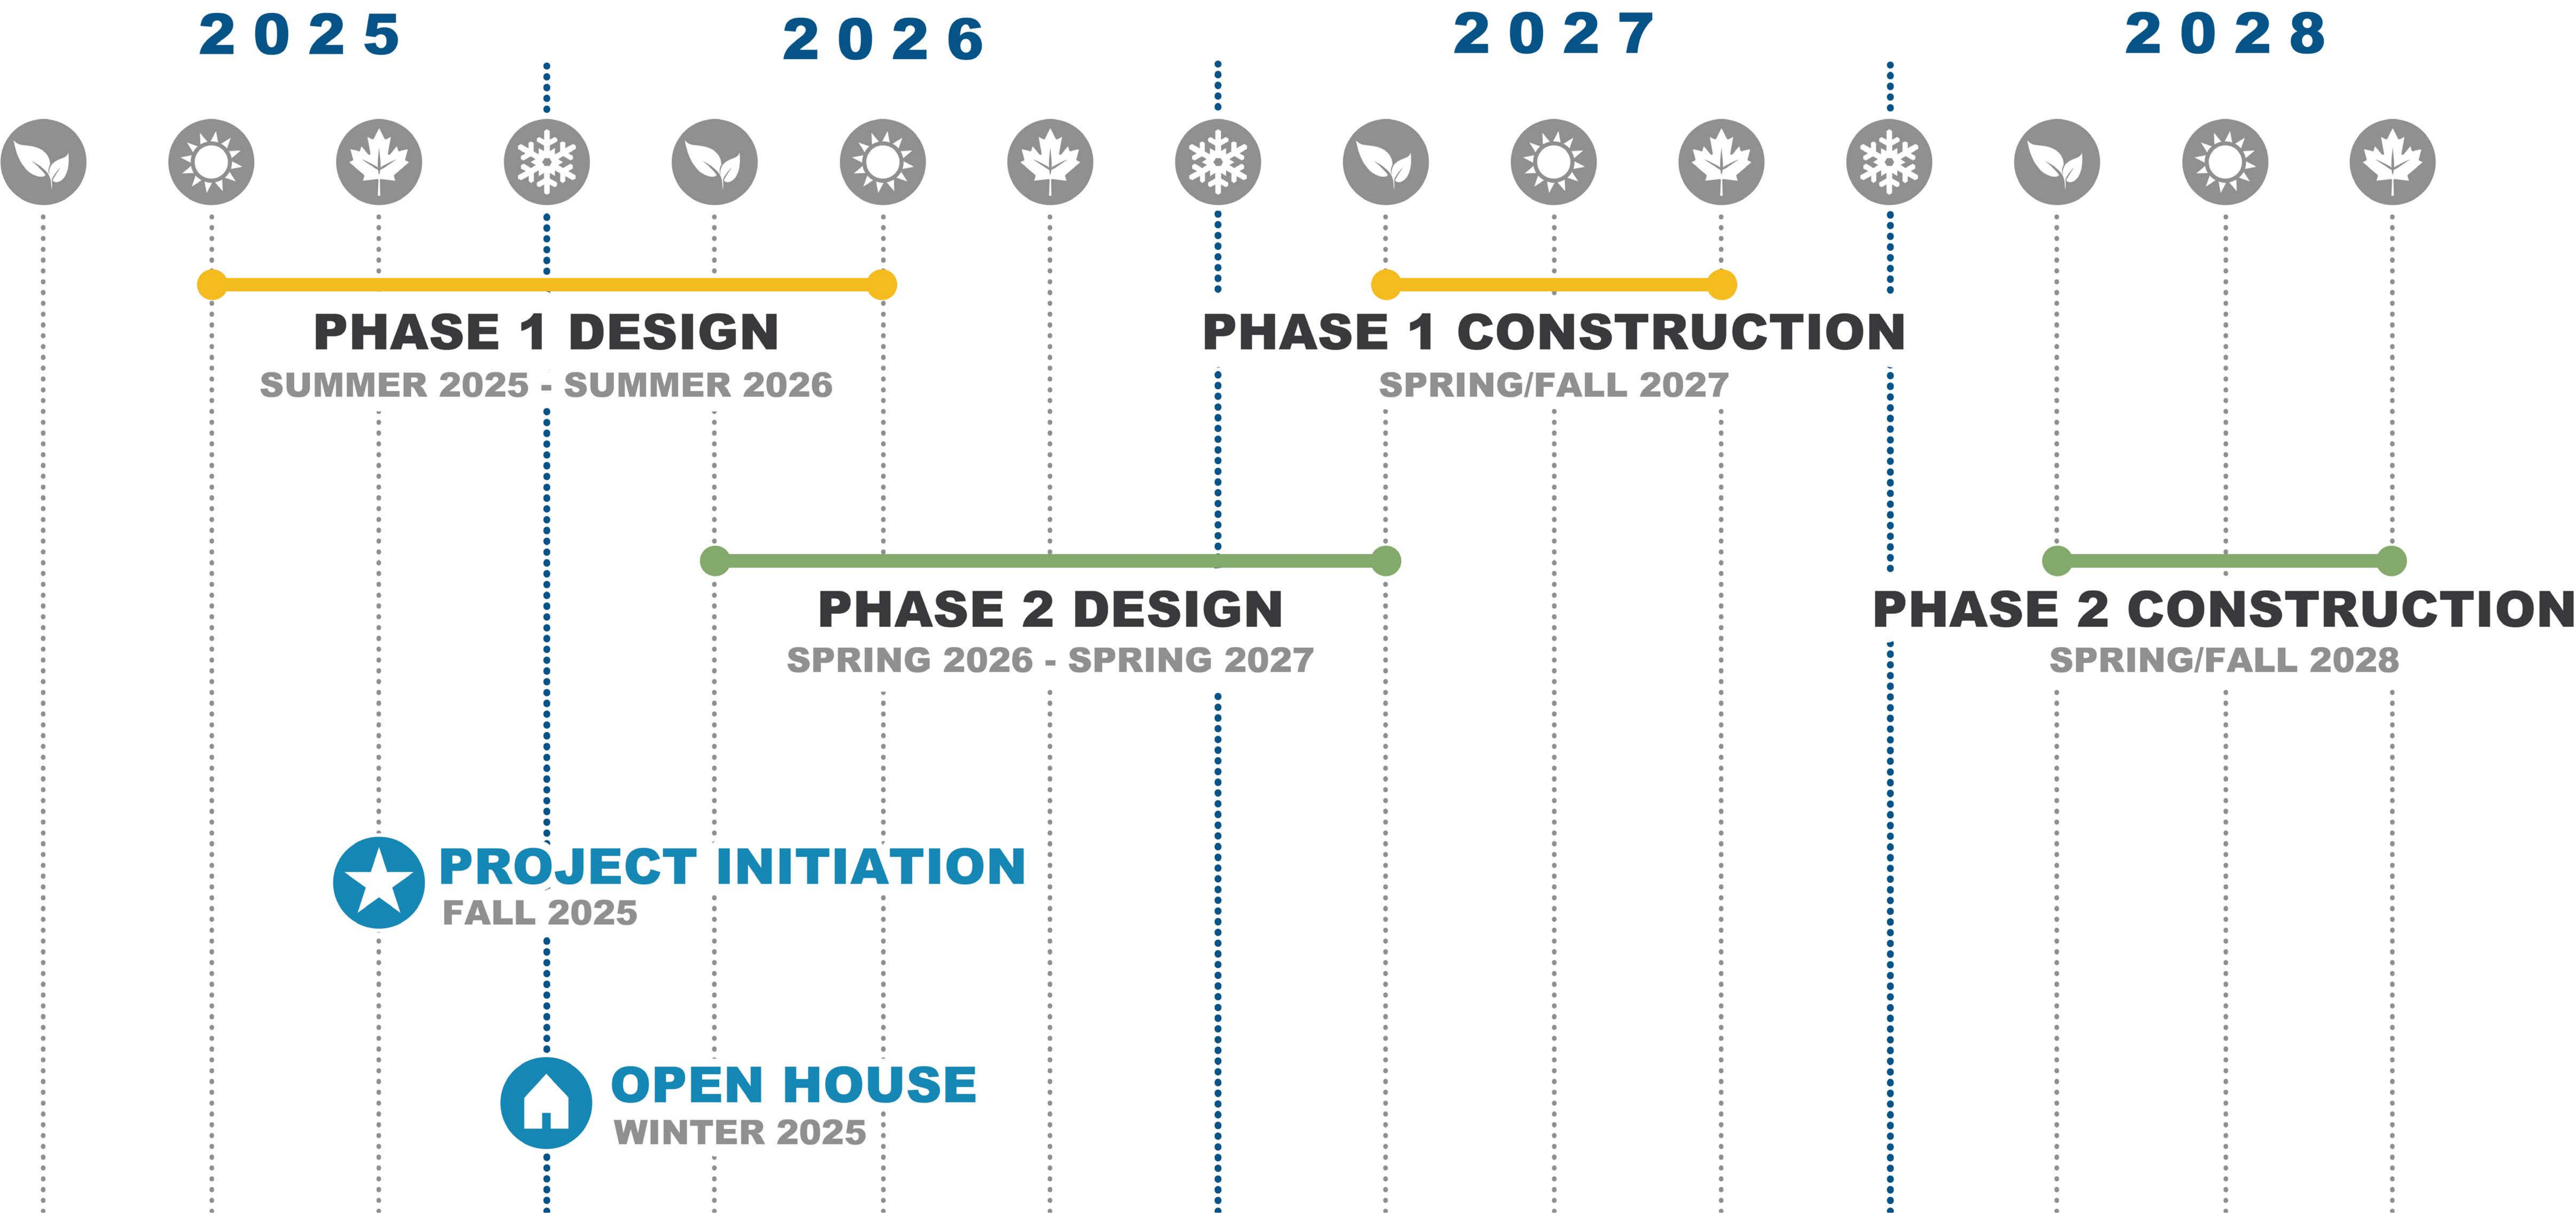 2025
2026
2027
2028
PHASE 1 DESIGN
SUMMER 2025 - SUMMER 2026
PHASE 1 CONSTRUCTION
SPRING/FALL 2027
PHASE 2 DESIGN
SPRING 2026 - SPRING 2027
PHASE 2 CONSTRUCTION
SPRING/FALL 2028
PROJECT INITIATION
FALL 2025
OPEN HOUSE
WINTER 2025